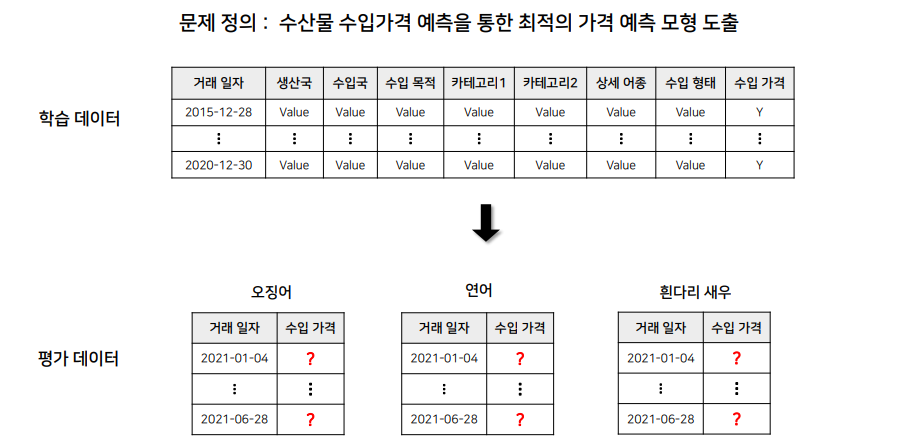 문제 정의 : 수산물 수입가격 예측을 통한 최적의 가격 예측 모형 도출
학습 데이터
거래 일자 생산국 수입국 수입 목적 카테고리1 카테고리2 상세 어종 수입 형태 수입 가격
2015-12-28 Value Value Value Value Value Value Value Y
⋮ ⋮ ⋮ ⋮ ⋮ ⋮ ⋮ ⋮ ⋮
2020-12-30 Value Value Value Value Value Value Value Y
평가 데이터
오징어
거래 일자 수입 가격
2021-01-04 ?
⋮ ⋮
2021-06-28 ?
연어
거래 일자 수입 가격
2021-01-04 ?
⋮ ⋮
2021-06-28 ?
흰다리 새우
거래 일자 수입 가격
2021-01-04 ?
⋮ ⋮
2021-06-28 ?